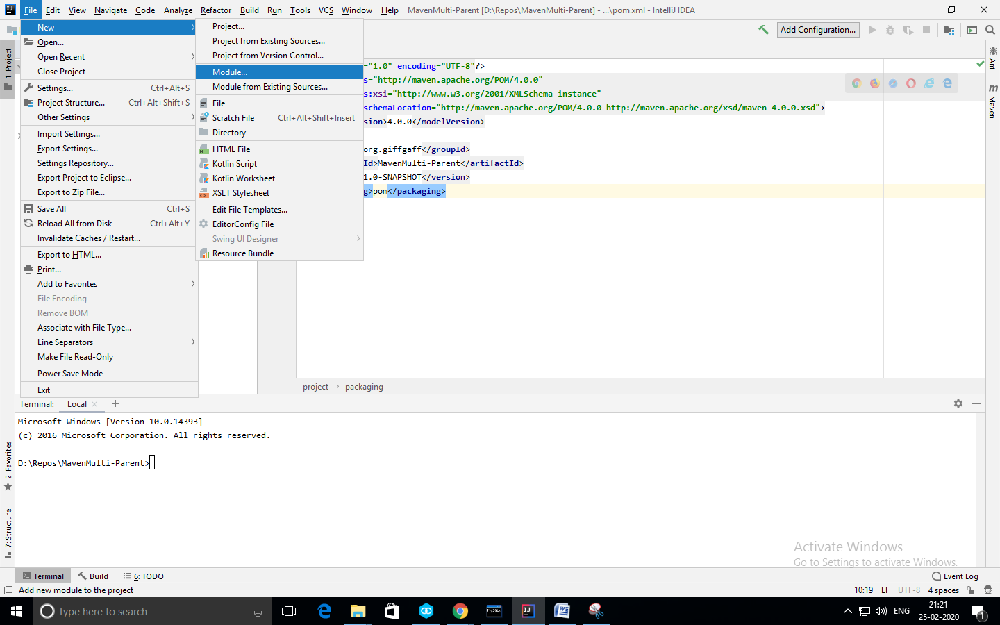 File Edit View Navigate Code Analyze Refactor Build Run Tools VCS Window Help MavenMulti-Parent [D:\Repos\MavenMulti-Parent] - ...\pom.xml - IntelliJ IDEA
Add Configuration...
New
Open...
Open Recent
Close Project
Settings... Ctrl+Alt+S
Project Structure... Ctrl+Alt+Shift+S
Other Settings
Import Settings...
Export Settings...
Settings Repository...
Export Project to Eclipse...
Export to Zip File...
Save All Ctrl+S
Reload All from Disk Ctrl+Alt+Y
Invalidate Caches / Restart...
Export to HTML...
Print...
Add to Favorites
File Encoding
Remove BOM
Associate with File Type...
Line Separators
Make File Read-Only
Power Save Mode
Exit
Project...
Project from Existing Sources...
Project from Version Control...
Module...
Module from Existing Sources...
File
Scratch File Ctrl+Alt+Shift+Insert
Directory
HTML File
Kotlin Script
Kotlin Worksheet
XSLT Stylesheet
Edit File Templates...
EditorConfig File
Swing UI Designer
Resource Bundle
="1.0" encoding="UTF-8"?>
s="http://maven.apache.org/POM/4.0.0"
s:xsi="http://www.w3.org/2001/XMLSchema-instance"
schemaLocation="http://maven.apache.org/POM/4.0.0 http://maven.apache.org/xsd/maven-4.0.0.xsd">
sion>4.0.0</modelVersion>
org.giffgaff</groupId>
Id>MavenMulti-Parent</artifactId>
1.0-SNAPSHOT</version>
g>pom</packaging>
project > packaging
1: Project
2: Favorites
7: Structure
Ant
m Maven
Terminal: Local
Microsoft Windows [Version 10.0.14393]
(c) 2016 Microsoft Corporation. All rights reserved.
D:\Repos\MavenMulti-Parent>
Activate Windows
Go to Settings to activate Windows.
Terminal Build 6: TODO Event Log
Add new module to the project 10:19 LF UTF-8 4 spaces
Type here to search
ENG
21:21
25-02-2020
1